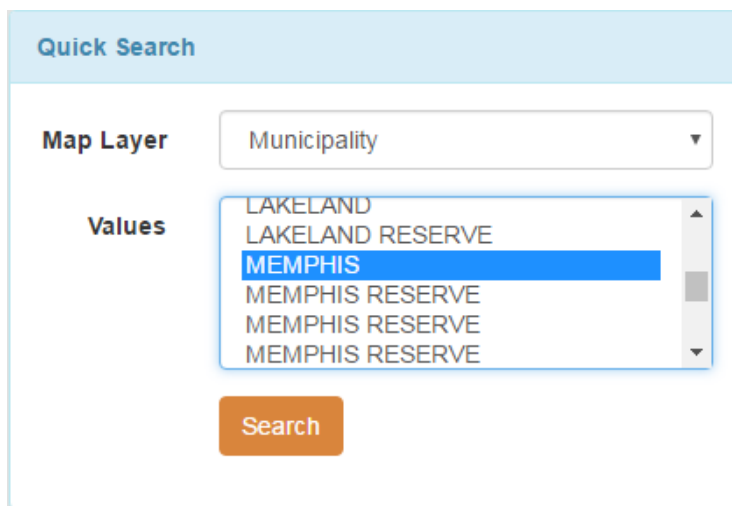 Quick Search
Map Layer Municipality
Values
LAKELAND
LAKELAND RESERVE
MEMPHIS
MEMPHIS RESERVE
MEMPHIS RESERVE
MEMPHIS RESERVE
Search